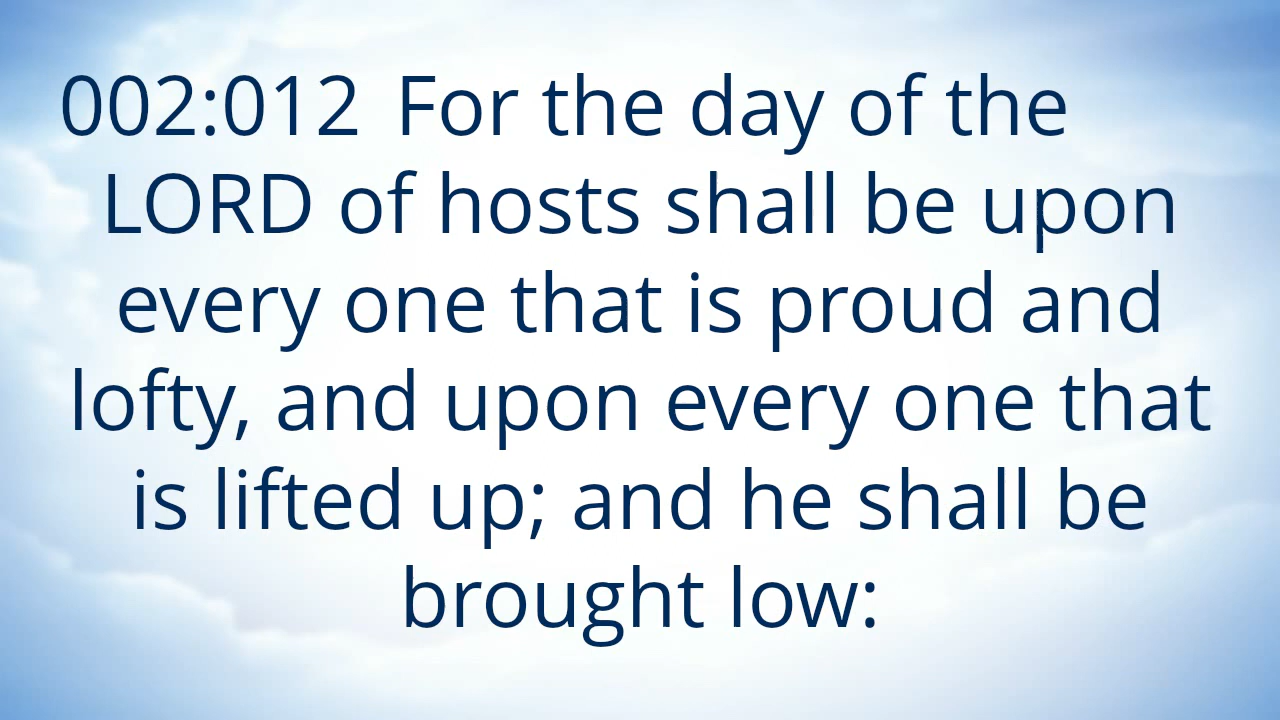 002:012 For the day of the
LORD of hosts shall be upon
every one that is proud and
lofty, and upon every one that
is lifted up; and he shall be
brought low: